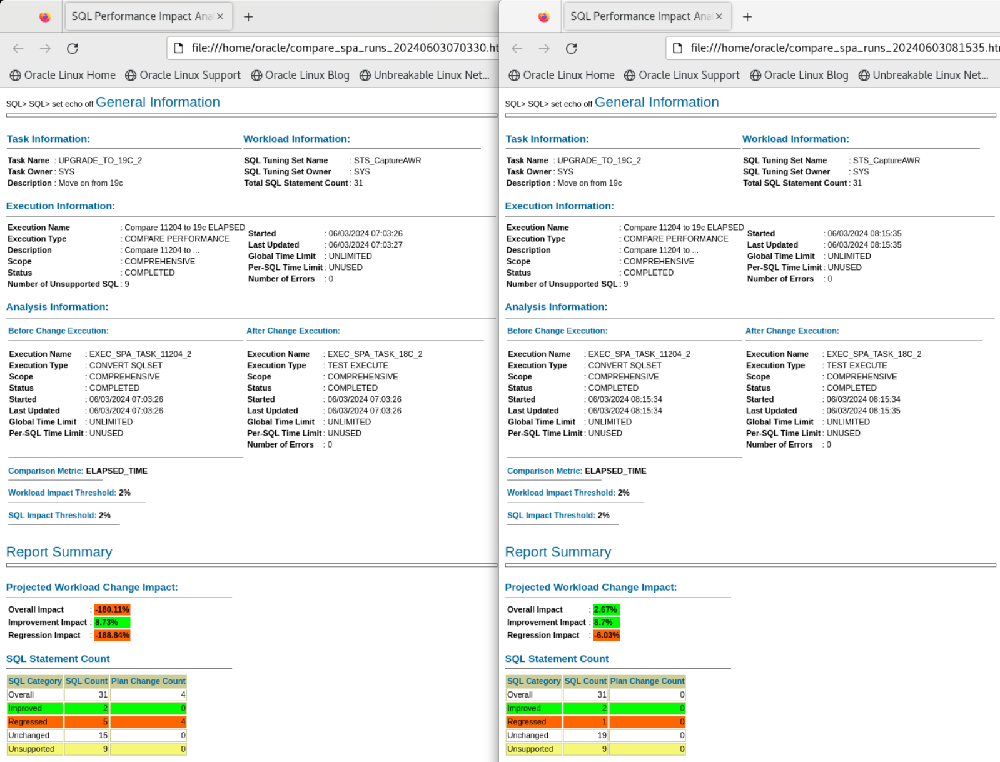 SQL Performance Impact Ana
file:///home/oracle/compare_spa_runs_20240603070330.ht
Oracle Linux Home Oracle Linux Support Oracle Linux Blog Unbreakable Linux Net...
SQL> SQL> set echo off General Information
Task Information:
Task Name : UPGRADE_TO_19C_2
Task Owner : SYS
Description : Move on from 19c
Workload Information:
SQL Tuning Set Name : STS_CaptureAWR
SQL Tuning Set Owner : SYS
Total SQL Statement Count : 31
Execution Information:
Execution Name : Compare 11204 to 19c ELAPSED
Execution Type : COMPARE PERFORMANCE
Description : Compare 11204 to ...
Scope : COMPREHENSIVE
Status : COMPLETED
Number of Unsupported SQL : 9
Started : 06/03/2024 07:03:26
Last Updated : 06/03/2024 07:03:27
Global Time Limit : UNLIMITED
Per-SQL Time Limit : UNUSED
Number of Errors : 0
Analysis Information:
Before Change Execution:
Execution Name : EXEC_SPA_TASK_11204_2
Execution Type : CONVERT SQLSET
Scope : COMPREHENSIVE
Status : COMPLETED
Started : 06/03/2024 07:03:26
Last Updated : 06/03/2024 07:03:26
Global Time Limit : UNLIMITED
Per-SQL Time Limit : UNUSED
After Change Execution:
Execution Name : EXEC_SPA_TASK_18C_2
Execution Type : TEST EXECUTE
Scope : COMPREHENSIVE
Status : COMPLETED
Started : 06/03/2024 07:03:26
Last Updated : 06/03/2024 07:03:26
Global Time Limit : UNLIMITED
Per-SQL Time Limit : UNUSED
Number of Errors : 0
Comparison Metric: ELAPSED_TIME
Workload Impact Threshold: 2%
SQL Impact Threshold: 2%
Report Summary
Projected Workload Change Impact:
Overall Impact : -180.11%
Improvement Impact : 8.73%
Regression Impact : -188.84%
SQL Statement Count
SQL Category SQL Count Plan Change Count
Overall 31 4
Improved 2 0
Regressed 5 4
Unchanged 15 0
Unsupported 9 0
SQL Performance Impact Ana
file:///home/oracle/compare_spa_runs_20240603081535.ht
Oracle Linux Home Oracle Linux Support Oracle Linux Blog Unbreakable Linux Net...
SQL> SQL> set echo off General Information
Task Information:
Task Name : UPGRADE_TO_19C_2
Task Owner : SYS
Description : Move on from 19c
Workload Information:
SQL Tuning Set Name : STS_CaptureAWR
SQL Tuning Set Owner : SYS
Total SQL Statement Count : 31
Execution Information:
Execution Name : Compare 11204 to 19c ELAPSED
Execution Type : COMPARE PERFORMANCE
Description : Compare 11204 to ...
Scope : COMPREHENSIVE
Status : COMPLETED
Number of Unsupported SQL : 9
Started : 06/03/2024 08:15:35
Last Updated : 06/03/2024 08:15:35
Global Time Limit : UNLIMITED
Per-SQL Time Limit : UNUSED
Number of Errors : 0
Analysis Information:
Before Change Execution:
Execution Name : EXEC_SPA_TASK_11204_2
Execution Type : CONVERT SQLSET
Scope : COMPREHENSIVE
Status : COMPLETED
Started : 06/03/2024 08:15:34
Last Updated : 06/03/2024 08:15:34
Global Time Limit : UNLIMITED
Per-SQL Time Limit : UNUSED
After Change Execution:
Execution Name : EXEC_SPA_TASK_18C_2
Execution Type : TEST EXECUTE
Scope : COMPREHENSIVE
Status : COMPLETED
Started : 06/03/2024 08:15:34
Last Updated : 06/03/2024 08:15:35
Global Time Limit : UNLIMITED
Per-SQL Time Limit : UNUSED
Number of Errors : 0
Comparison Metric: ELAPSED_TIME
Workload Impact Threshold: 2%
SQL Impact Threshold: 2%
Report Summary
Projected Workload Change Impact:
Overall Impact : 2.67%
Improvement Impact : 8.7%
Regression Impact : -6.03%
SQL Statement Count
SQL Category SQL Count Plan Change Count
Overall 31 0
Improved 2 0
Regressed 1 0
Unchanged 19 0
Unsupported 9 0